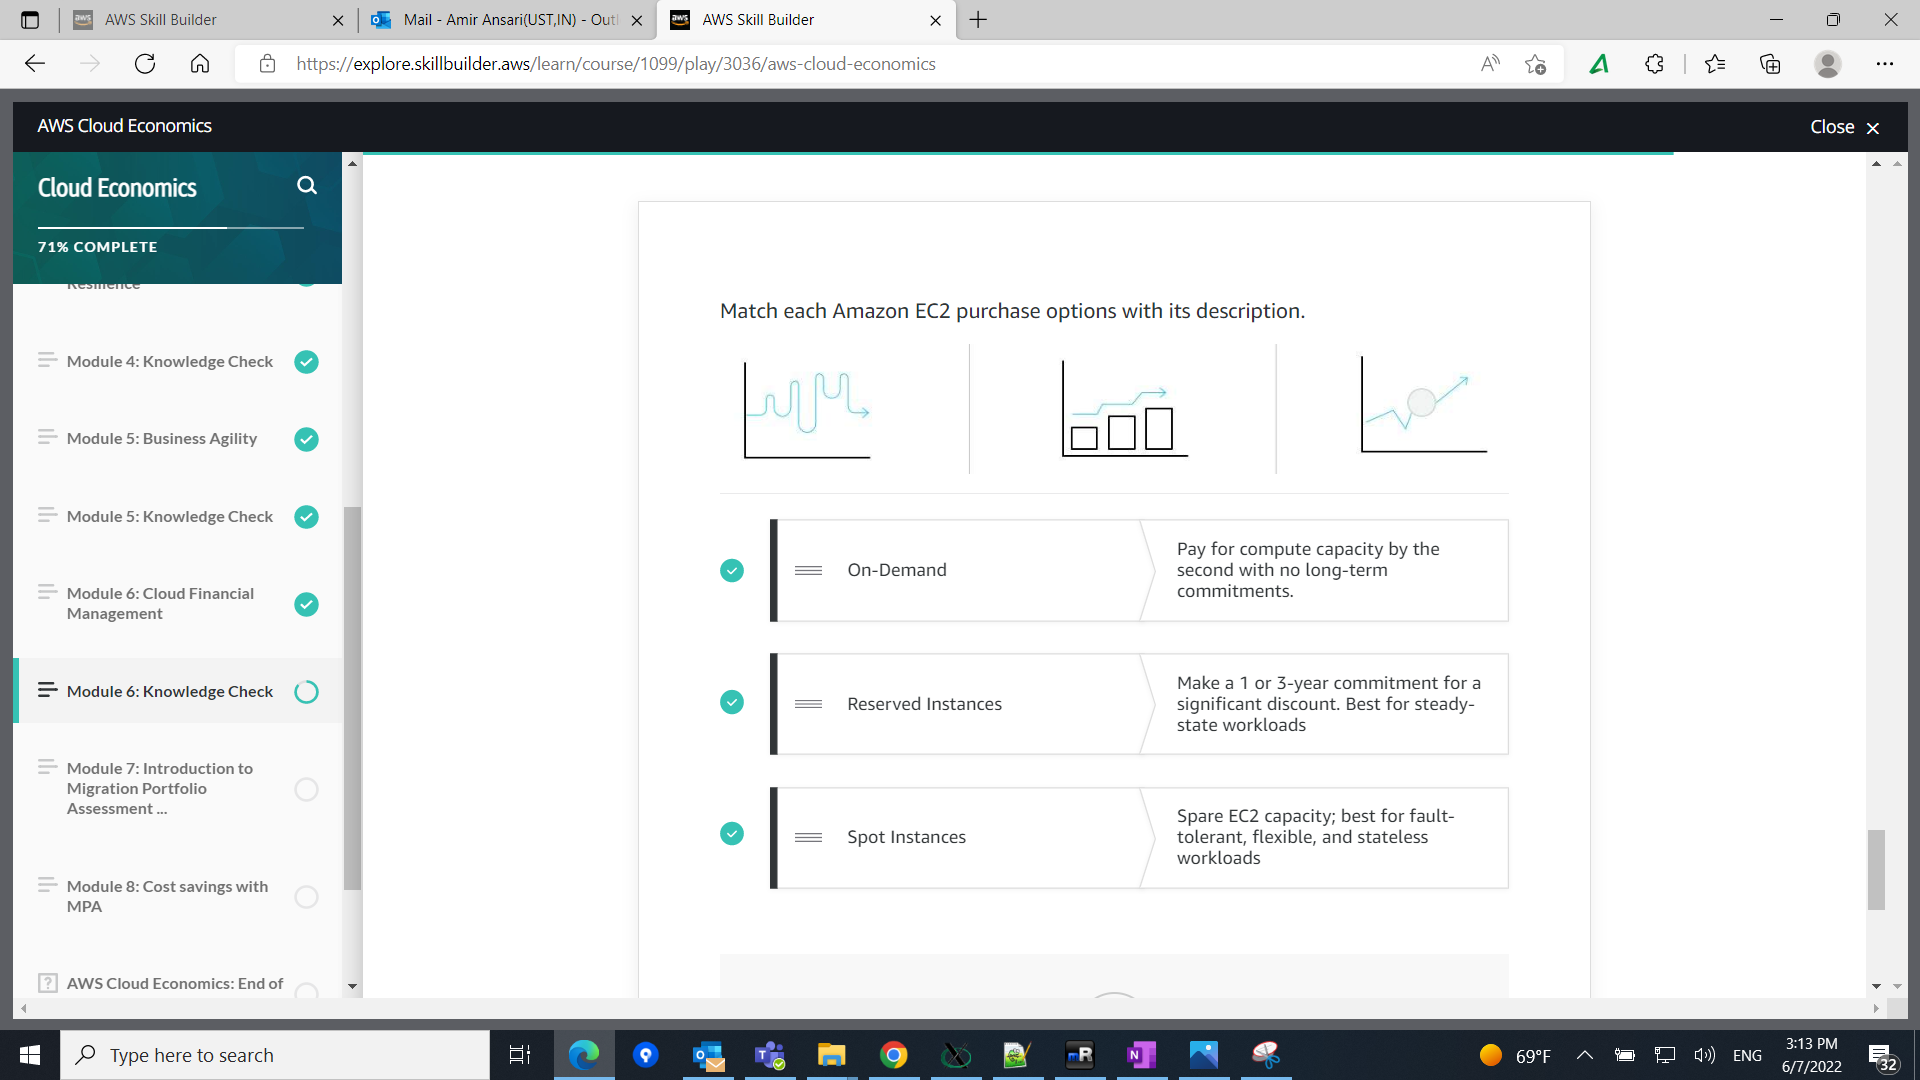 AWS Skill Builder
Mail - Amir Ansari(UST,IN) - Out
AWS Skill Builder
https://explore.skillbuilder.aws/learn/course/1099/play/3036/aws-cloud-economics
AWS Cloud Economics
Close
Cloud Economics
71% COMPLETE
Resilience
Module 4: Knowledge Check
Module 5: Business Agility
Module 5: Knowledge Check
Module 6: Cloud Financial
Management
Module 6: Knowledge Check
Module 7: Introduction to
Migration Portfolio
Assessment ...
Module 8: Cost savings with
MPA
AWS Cloud Economics: End of
Match each Amazon EC2 purchase options with its description.
On-Demand
Pay for compute capacity by the
second with no long-term
commitments.
Reserved Instances
Make a 1 or 3-year commitment for a
significant discount. Best for steady-
state workloads
Spot Instances
Spare EC2 capacity; best for fault-
tolerant, flexible, and stateless
workloads
Type here to search
69°F
ENG
3:13 PM
6/7/2022
32